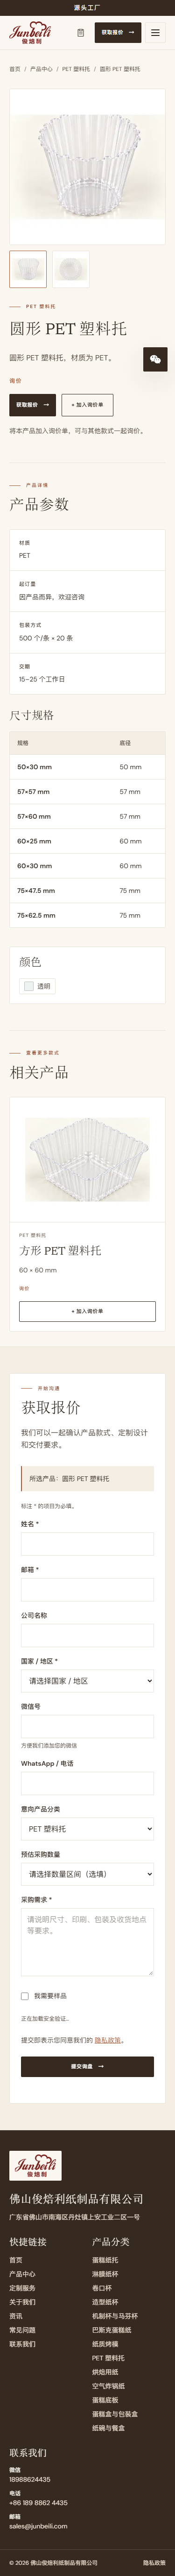 源头工厂
Junbeili
俊焙利
获取报价 →
首页 / 产品中心 / PET 塑料托 / 圆形 PET 塑料托
PET 塑料托
圆形 PET 塑料托
圆形 PET 塑料托，材质为 PET。
询价
获取报价 →
+ 加入询价单
将本产品加入询价单，可与其他款式一起询价。
产品详情
产品参数
材质
PET
起订量
因产品而异，欢迎咨询
包装方式
500 个/条 × 20 条
交期
15–25 个工作日
尺寸规格
规格 底径
50×30 mm 50 mm
57×57 mm 57 mm
57×60 mm 57 mm
60×25 mm 60 mm
60×30 mm 60 mm
75×47.5 mm 75 mm
75×62.5 mm 75 mm
颜色
透明
查看更多款式
相关产品
PET 塑料托
方形 PET 塑料托
60 × 60 mm
询价
+ 加入询价单
开始沟通
获取报价
我们可以一起确认产品款式、定制设计和交付要求。
所选产品：圆形 PET 塑料托
标注 * 的项目为必填。
姓名 *
邮箱 *
公司名称
国家 / 地区 *
请选择国家 / 地区
微信号
方便我们添加您的微信
WhatsApp / 电话
意向产品分类
PET 塑料托
预估采购数量
请选择数量区间（选填）
采购需求 *
请说明尺寸、印刷、包装及收货地点等要求。
我需要样品
正在加载安全验证…
提交即表示您同意我们的 隐私政策。
提交询盘 →
Junbeili
俊焙利
佛山俊焙利纸制品有限公司
广东省佛山市南海区丹灶镇上安工业二区一号
快捷链接
首页
产品中心
定制服务
关于我们
资讯
常见问题
联系我们
产品分类
蛋糕纸托
淋膜纸杯
卷口杯
造型纸杯
机制杯与马芬杯
巴斯克蛋糕纸
纸质烤模
PET 塑料托
烘焙用纸
空气炸锅纸
蛋糕底板
蛋糕盒与包装盒
纸碗与餐盒
联系我们
微信
18988624435
电话
+86 189 8862 4435
邮箱
sales@junbeili.com
© 2026 佛山俊焙利纸制品有限公司
隐私政策